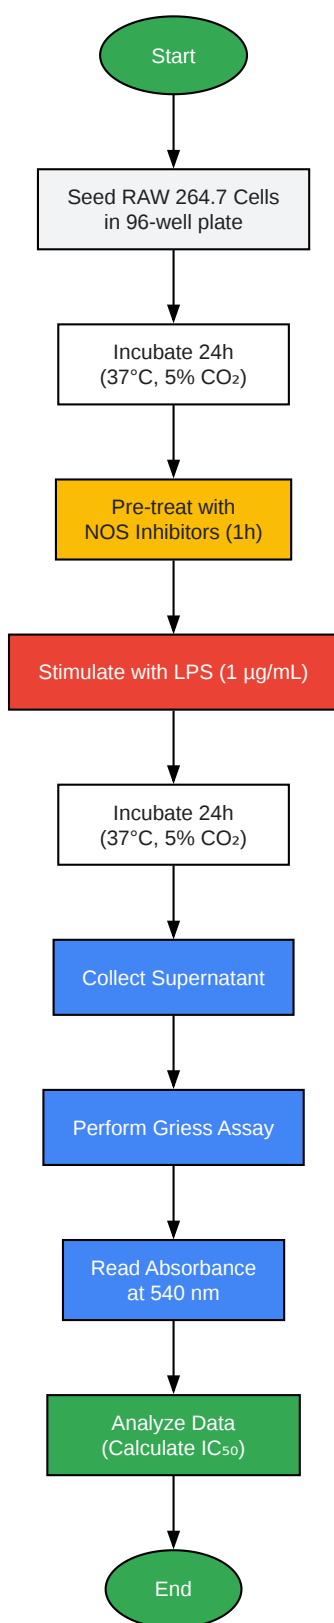 Start
Seed RAW 264.7 Cells
in 96-well plate
Incubate 24h
(37°C, 5% CO₂)
Pre-treat with
NOS Inhibitors (1h)
Stimulate with LPS (1 µg/mL)
Incubate 24h
(37°C, 5% CO₂)
Collect Supernatant
Perform Griess Assay
Read Absorbance
at 540 nm
Analyze Data
(Calculate IC₅₀)
End